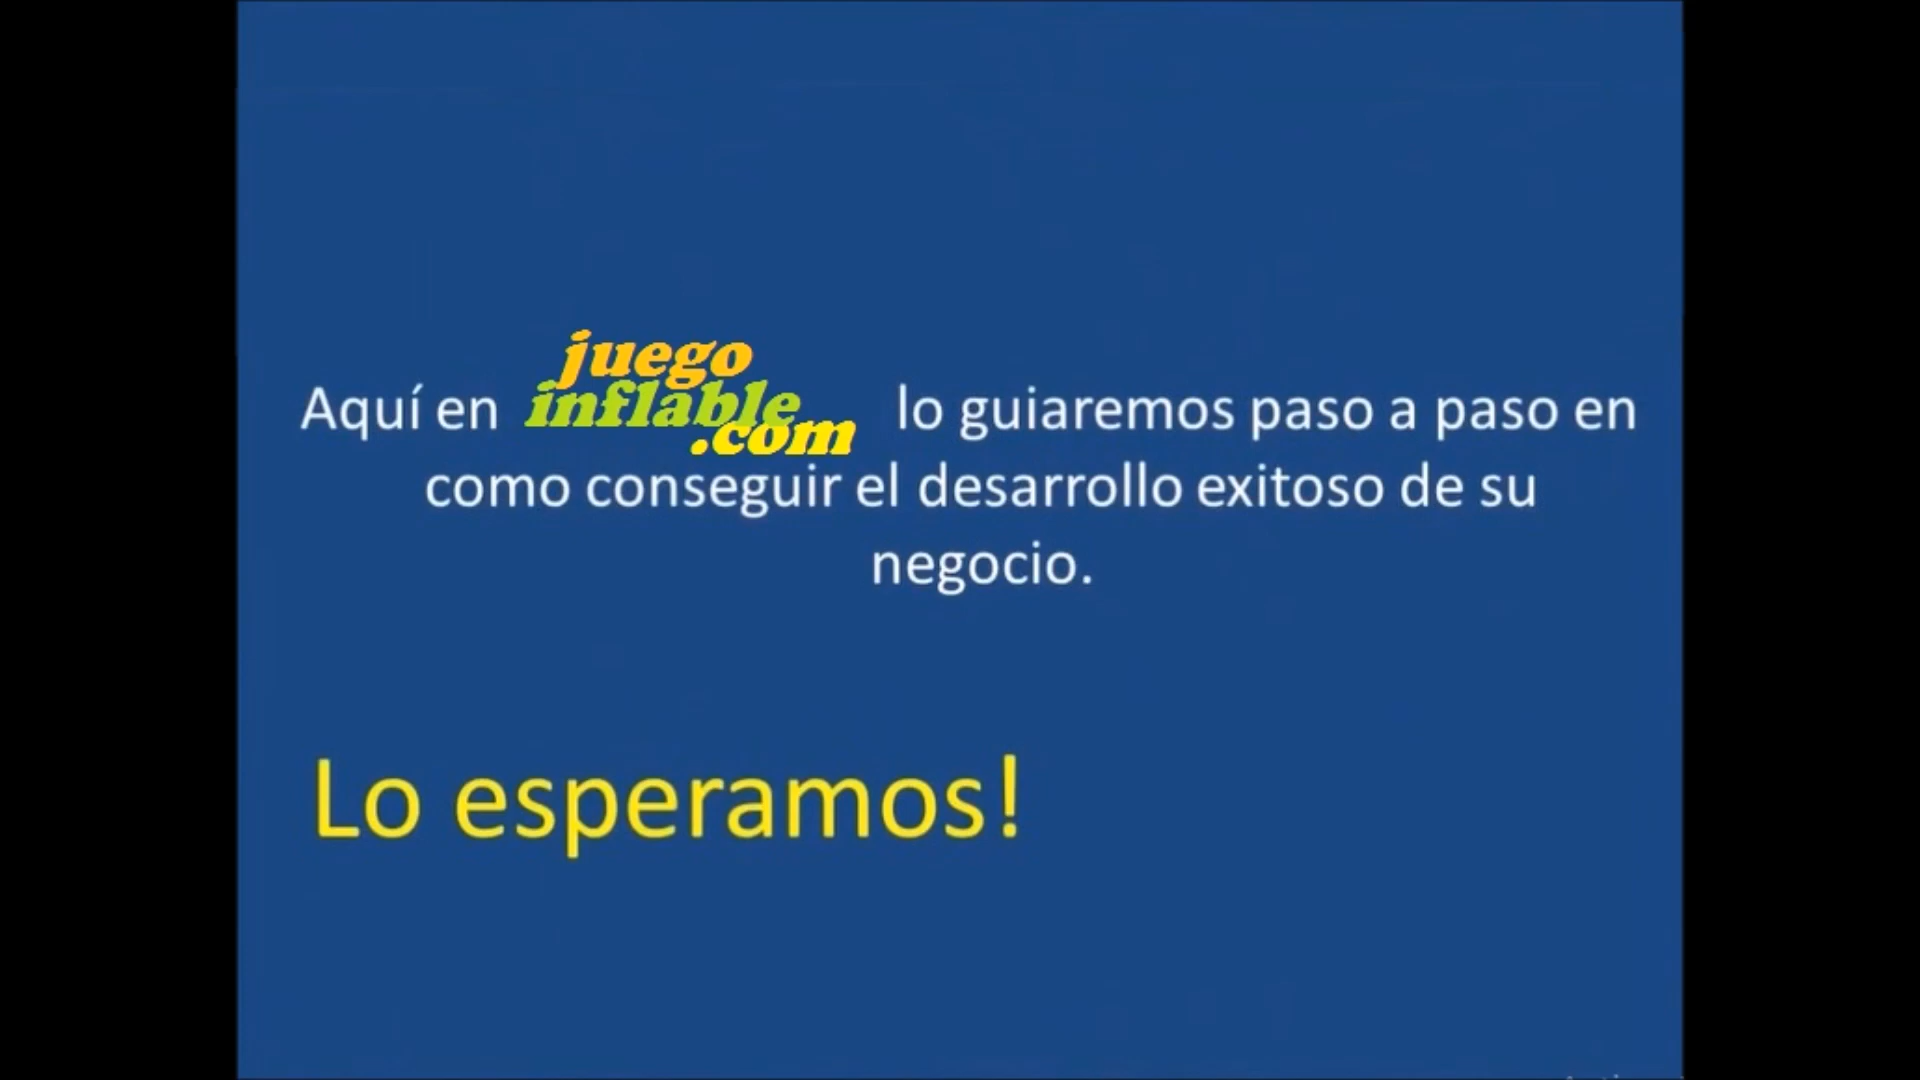 Aquí en juego inflable .com lo guiaremos paso a paso en
como conseguir el desarrollo exitoso de su
negocio.
Lo esperamos!